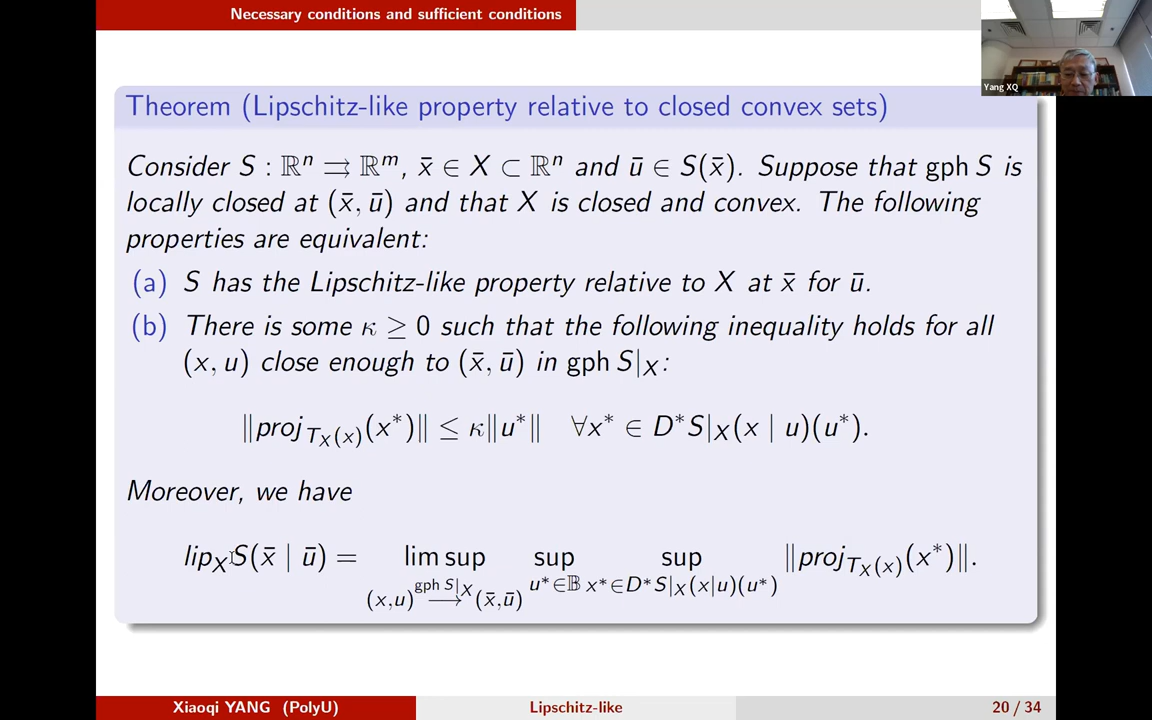 Necessary conditions and sufficient conditions
Yang XQ
Theorem (Lipschitz-like property relative to closed convex sets)
Consider S : ℝⁿ ⇉ ℝᵐ, x̄ ∈ X ⊂ ℝⁿ and ū ∈ S(x̄). Suppose that gph S is
locally closed at (x̄, ū) and that X is closed and convex. The following
properties are equivalent:
(a) S has the Lipschitz-like property relative to X at x̄ for ū.
(b) There is some κ ≥ 0 such that the following inequality holds for all
(x, u) close enough to (x̄, ū) in gph S|_X:
‖proj_{T_X(x)}(x*)‖ ≤ κ‖u*‖ ∀x* ∈ D*S|_X(x | u)(u*).
Moreover, we have
lip_X S(x̄ | ū) = lim sup_{(x,u) →^{gph S|_X} (x̄,ū)} sup_{u*∈𝔹} sup_{x*∈D*S|_X(x|u)(u*)} ‖proj_{T_X(x)}(x*)‖.
Xiaoqi YANG (PolyU) Lipschitz-like 20 / 34